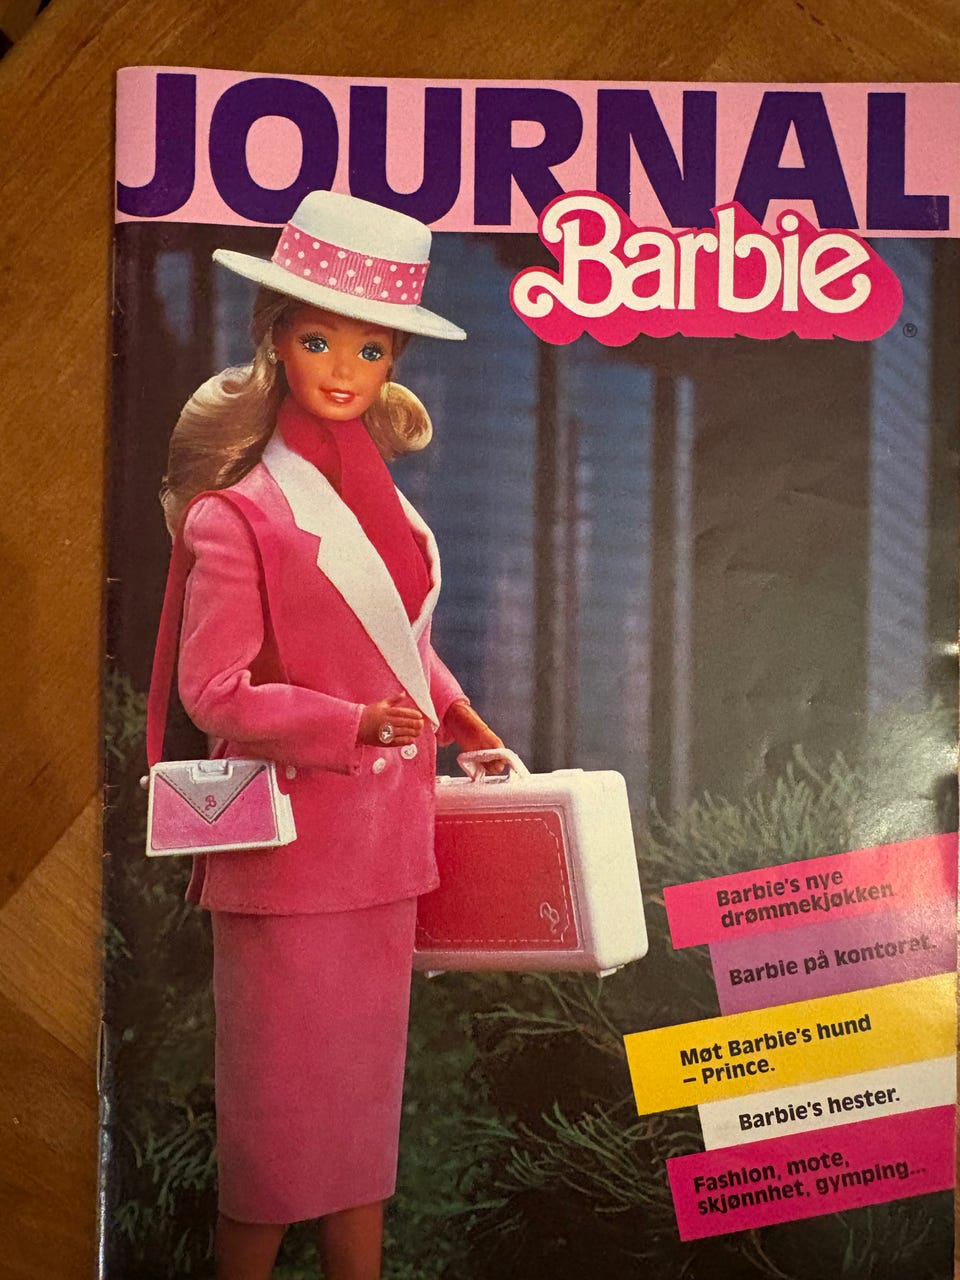 JOURNAL
Barbie
®
B
B
Barbie's nye
drømmekjøkken.
Barbie på kontoret.
Møt Barbie's hund
– Prince.
Barbie's hester.
Fashion, mote,
skjønnhet, gymping...